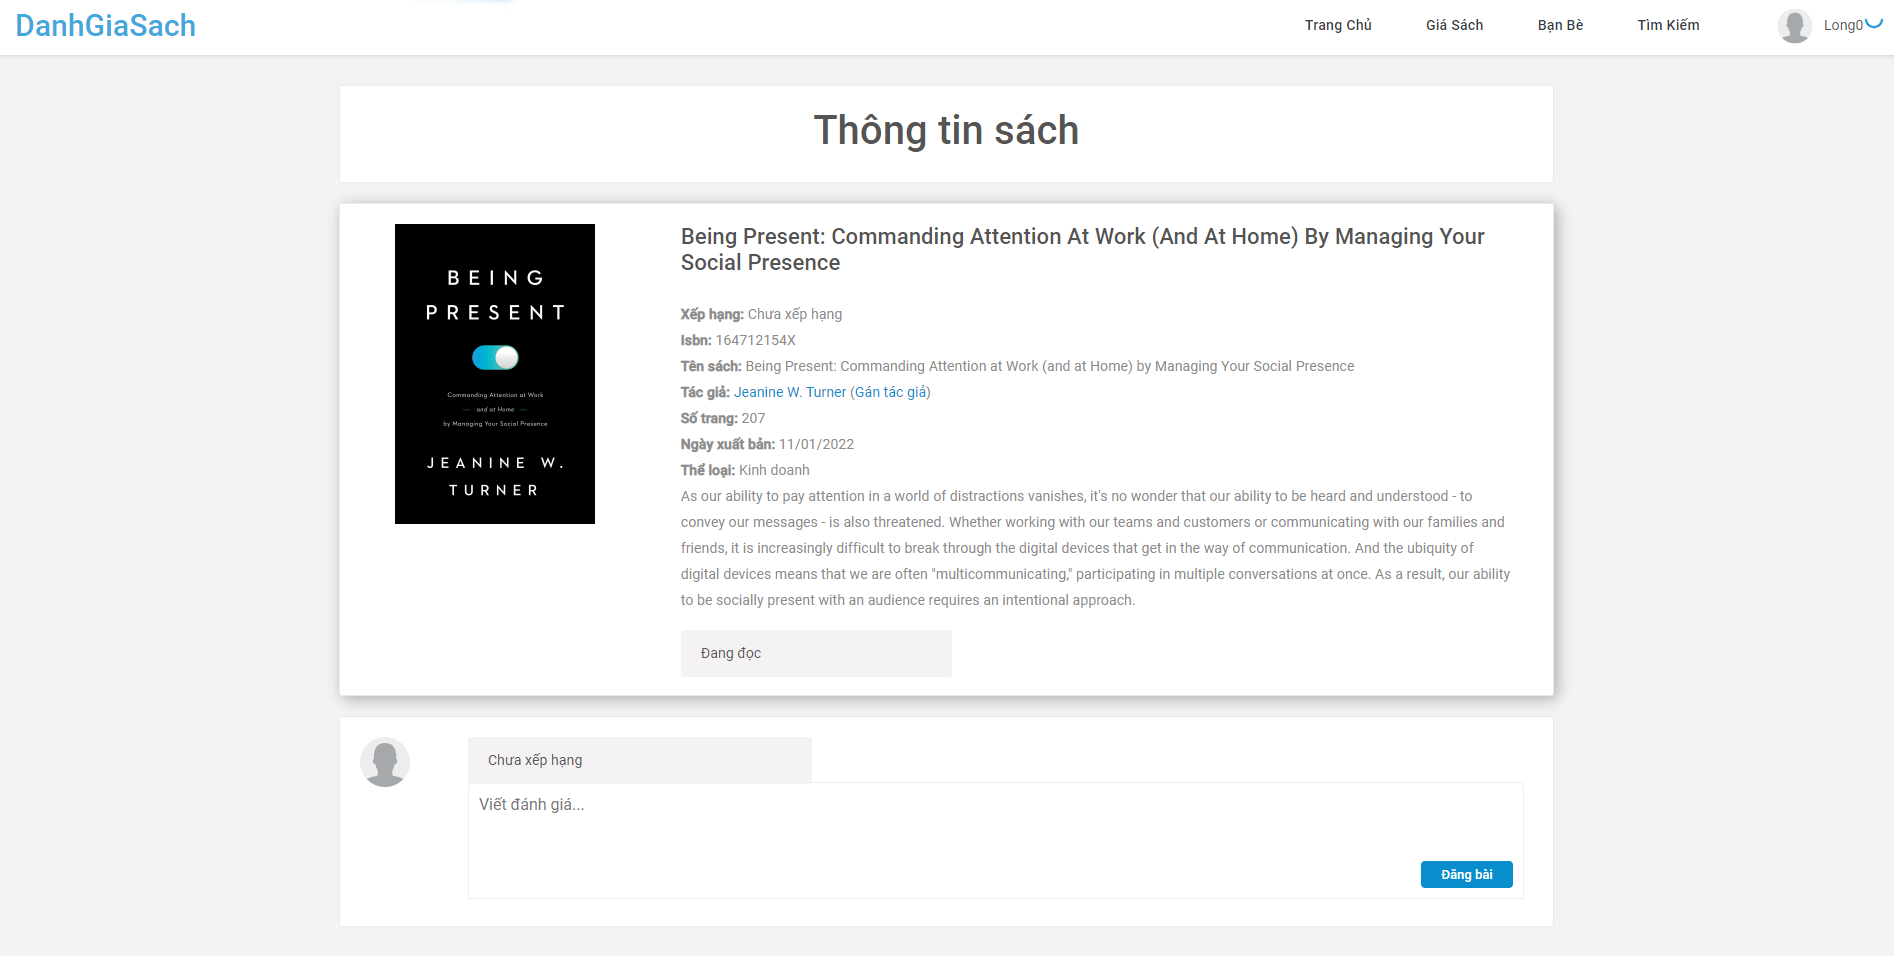 DanhGiaSach
Trang Chủ
Giá Sách
Bạn Bè
Tìm Kiếm
Long0
Thông tin sách
BEING
PRESENT
Commanding Attention at Work
— and at Home —
by Managing Your Social Presence
JEANINE W.
TURNER
Being Present: Commanding Attention At Work (And At Home) By Managing Your
Social Presence
Xếp hạng: Chưa xếp hạng
Isbn: 164712154X
Tên sách: Being Present: Commanding Attention at Work (and at Home) by Managing Your Social Presence
Tác giả: Jeanine W. Turner (Gán tác giả)
Số trang: 207
Ngày xuất bản: 11/01/2022
Thể loại: Kinh doanh
As our ability to pay attention in a world of distractions vanishes, it's no wonder that our ability to be heard and understood - to
convey our messages - is also threatened. Whether working with our teams and customers or communicating with our families and
friends, it is increasingly difficult to break through the digital devices that get in the way of communication. And the ubiquity of
digital devices means that we are often "multicommunicating," participating in multiple conversations at once. As a result, our ability
to be socially present with an audience requires an intentional approach.
Đang đọc
Chưa xếp hạng
Viết đánh giá...
Đăng bài